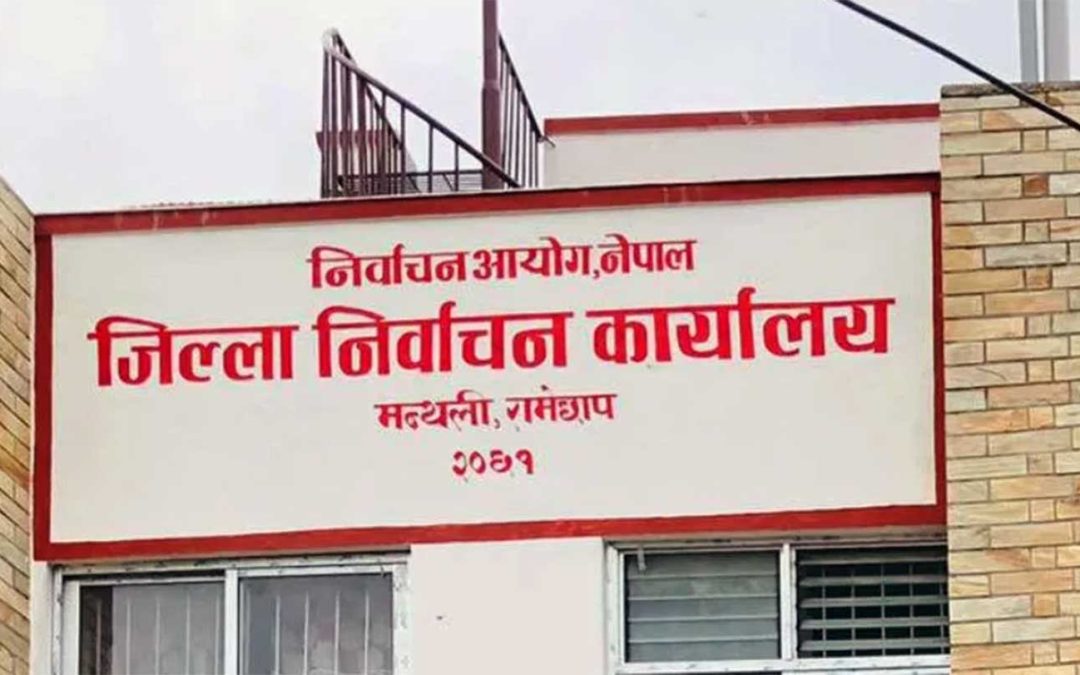 निर्वाचन आयोग,नेपाल
जिल्ला निर्वाचन कार्यालय
मन्थली, रामेछाप
२०७१